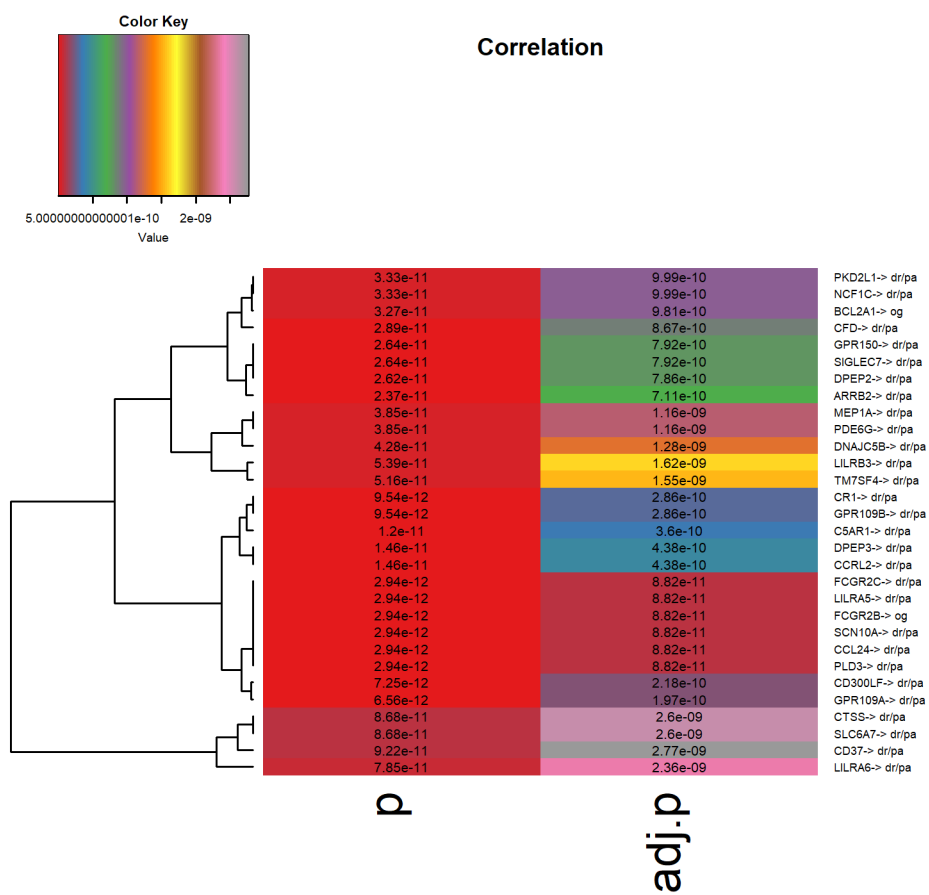 Color Key
Correlation
5.00000000000001e-10 2e-09
Value
3.33e-11 9.99e-10 PKD2L1-> dr/pa
3.33e-11 9.99e-10 NCF1C-> dr/pa
3.27e-11 9.81e-10 BCL2A1-> og
2.89e-11 8.67e-10 CFD-> dr/pa
2.64e-11 7.92e-10 GPR150-> dr/pa
2.64e-11 7.92e-10 SIGLEC7-> dr/pa
2.62e-11 7.86e-10 DPEP2-> dr/pa
2.37e-11 7.11e-10 ARRB2-> dr/pa
3.85e-11 1.16e-09 MEP1A-> dr/pa
3.85e-11 1.16e-09 PDE6G-> dr/pa
4.28e-11 1.28e-09 DNAJC5B-> dr/pa
5.39e-11 1.62e-09 LILRB3-> dr/pa
5.16e-11 1.55e-09 TM7SF4-> dr/pa
9.54e-12 2.86e-10 CR1-> dr/pa
9.54e-12 2.86e-10 GPR109B-> dr/pa
1.2e-11 3.6e-10 C5AR1-> dr/pa
1.46e-11 4.38e-10 DPEP3-> dr/pa
1.46e-11 4.38e-10 CCRL2-> dr/pa
2.94e-12 8.82e-11 FCGR2C-> dr/pa
2.94e-12 8.82e-11 LILRA5-> dr/pa
2.94e-12 8.82e-11 FCGR2B-> og
2.94e-12 8.82e-11 SCN10A-> dr/pa
2.94e-12 8.82e-11 CCL24-> dr/pa
2.94e-12 8.82e-11 PLD3-> dr/pa
7.25e-12 2.18e-10 CD300LF-> dr/pa
6.56e-12 1.97e-10 GPR109A-> dr/pa
8.68e-11 2.6e-09 CTSS-> dr/pa
8.68e-11 2.6e-09 SLC6A7-> dr/pa
9.22e-11 2.77e-09 CD37-> dr/pa
7.85e-11 2.36e-09 LILRA6-> dr/pa
p adj.p